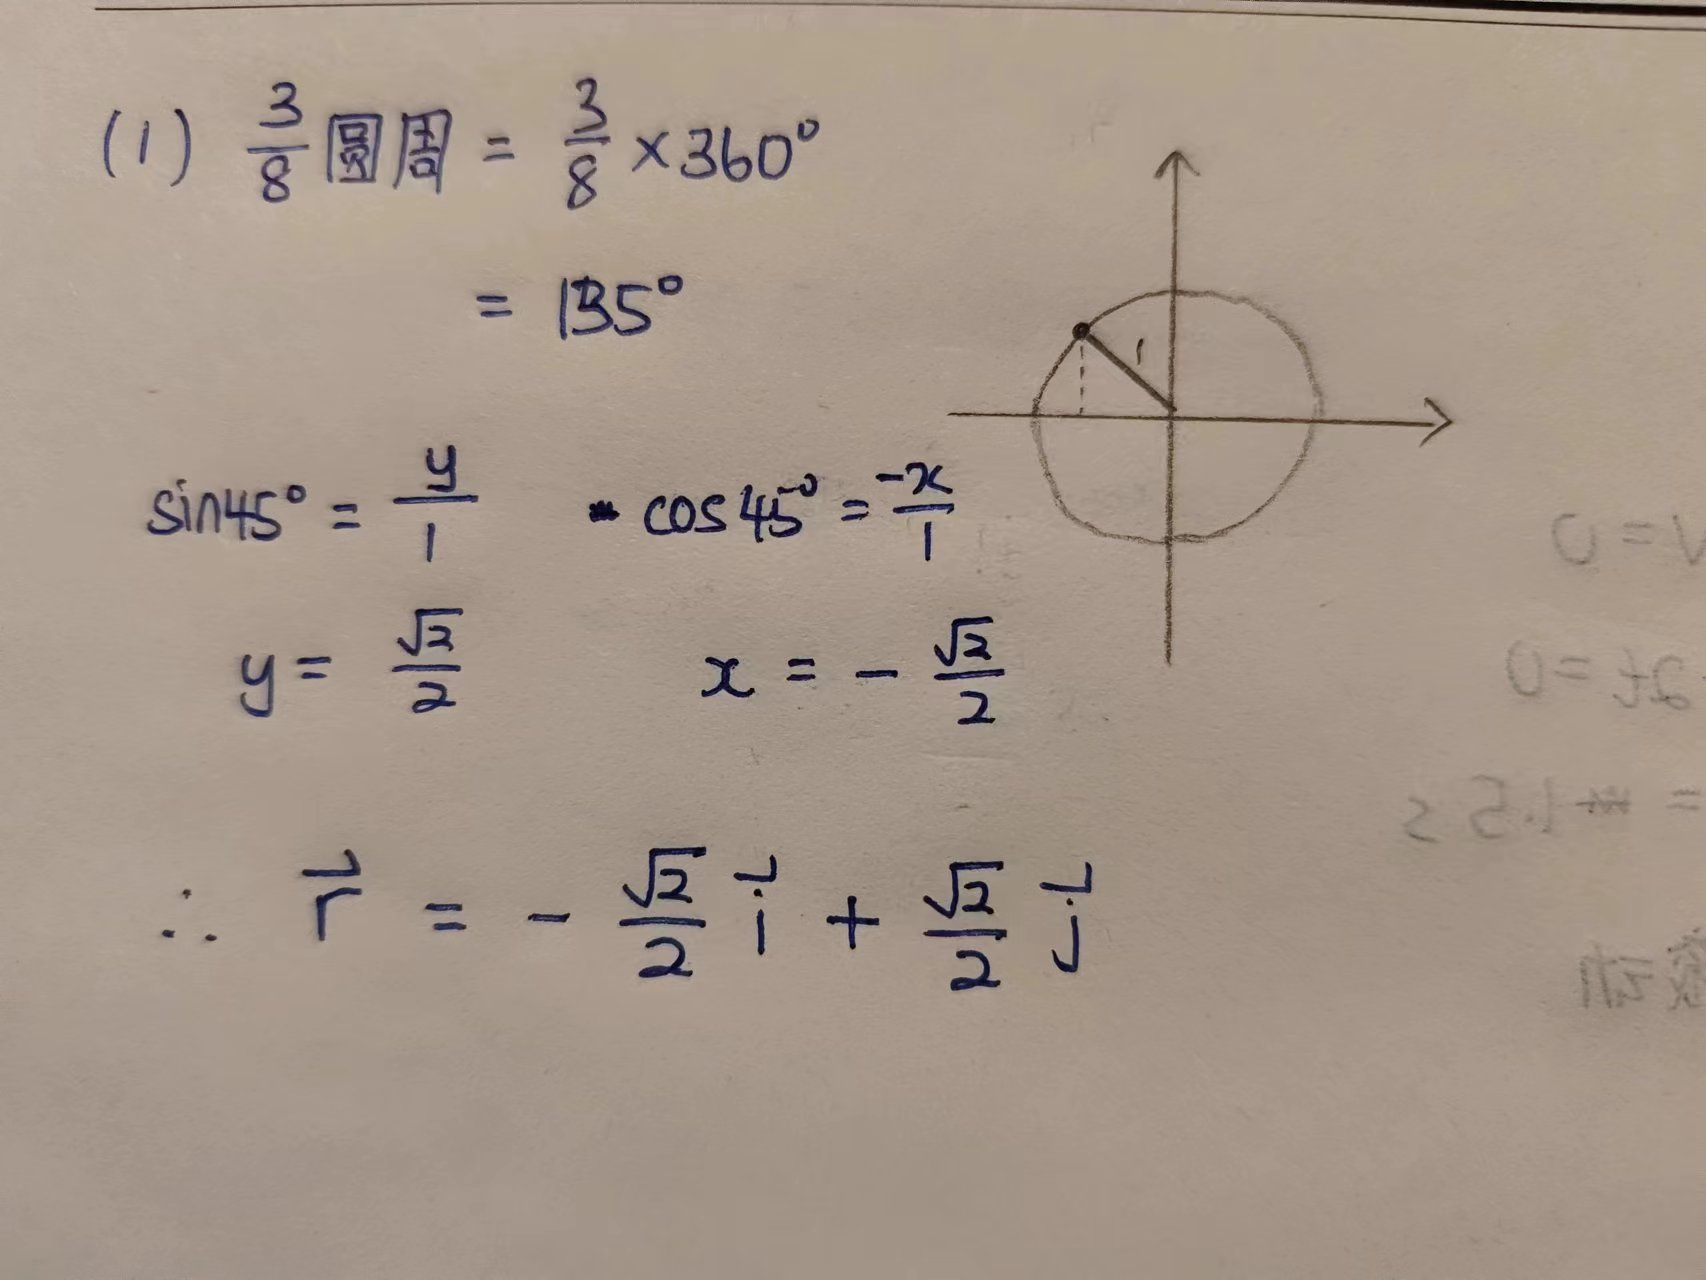 (1) 3/8 圓周 = 3/8 × 360°
= 135°
1
sin45° = y/1 cos45° = -x/1
y = √2/2 x = - √2/2
∴ r⃗ = - √2/2 i⃗ + √2/2 j⃗